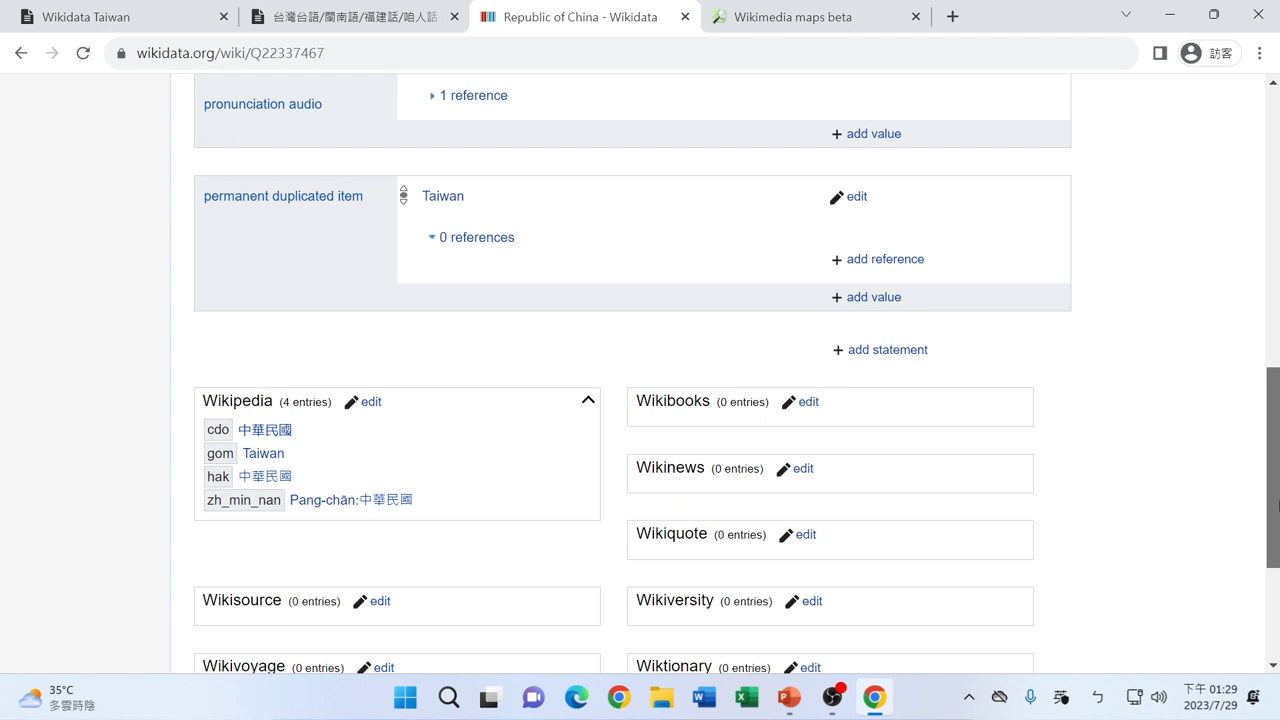 Wikidata Taiwan
台灣台語/閩南語/福建話/咱人話
Republic of China - Wikidata
Wikimedia maps beta
wikidata.org/wiki/Q22337467
訪客
pronunciation audio
1 reference
add value
permanent duplicated item
Taiwan
edit
0 references
add reference
add value
add statement
Wikipedia (4 entries) edit
cdo 中華民國
gom Taiwan
hak 中華民國
zh_min_nan Pang-chān:中華民國
Wikibooks (0 entries) edit
Wikinews (0 entries) edit
Wikiquote (0 entries) edit
Wikisource (0 entries) edit
Wikiversity (0 entries) edit
Wikivoyage (0 entries) edit
Wiktionary (0 entries) edit
35°C
多雲時陰
英
下午 01:29
2023/7/29